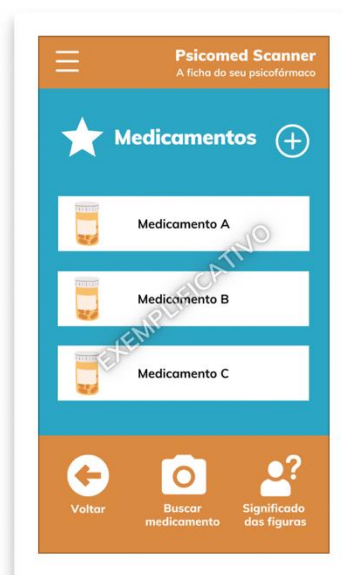 Psicomed Scanner
A ficha do seu psicofármaco
Medicamentos
Medicamento A
Medicamento B
Medicamento C
EXEMPLIFICATIVO
Voltar
Buscar
medicamento
Significado
das figuras